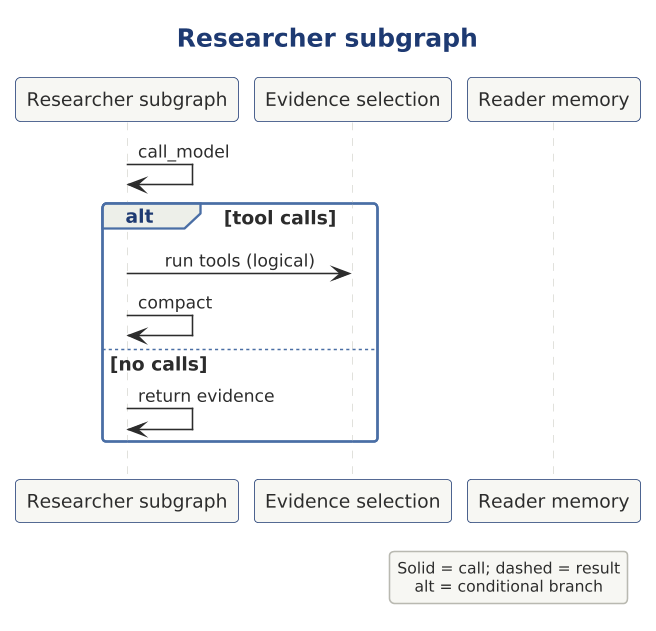 Researcher subgraph
Researcher subgraph
Evidence selection
Reader memory
call_model
alt
[tool calls]
run tools (logical)
compact
[no calls]
return evidence
Researcher subgraph
Evidence selection
Reader memory
Solid = call; dashed = result
alt = conditional branch